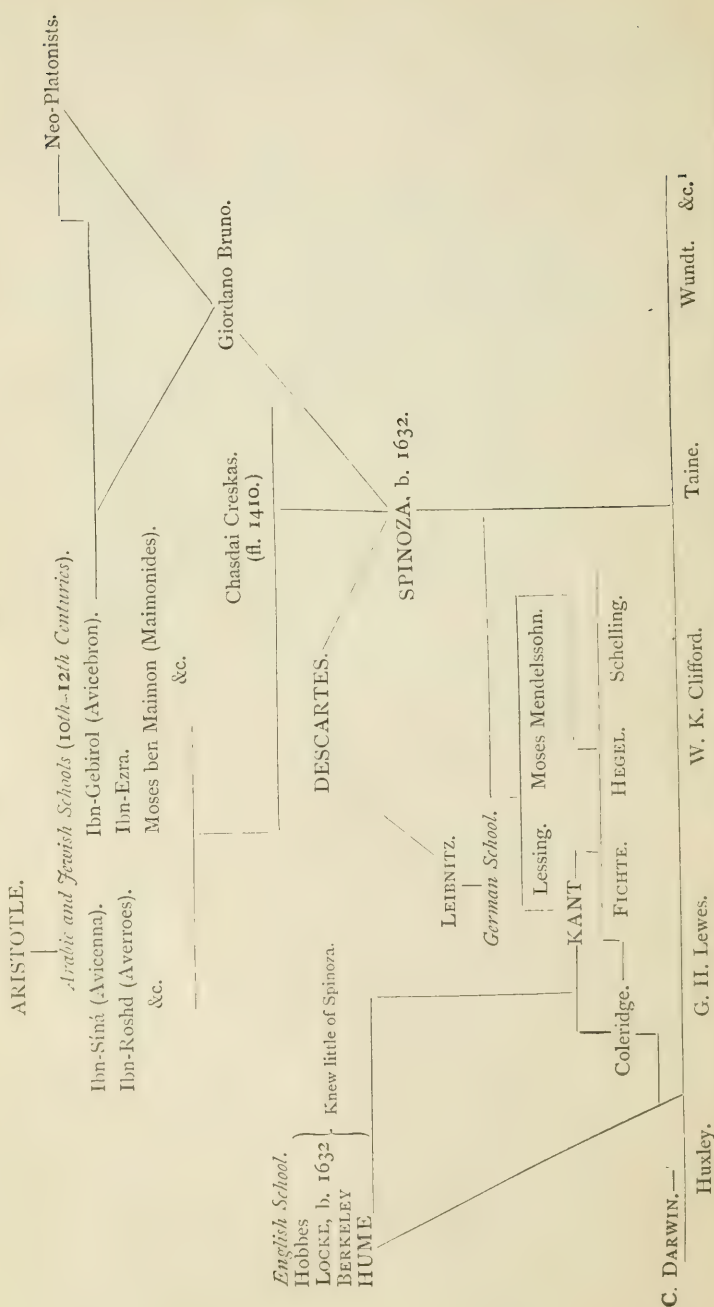 ARISTOTLE.
Arabic and Jewish Schools (10th–12th Centuries).
Neo-Platonists.
Ibn-Síná (Avicenna).
Ibn-Roshd (Averroes).
&c.
Ibn-Gebirol (Avicebron).
Ibn-Ezra.
Moses ben Maimon (Maimonides).
&c.
Giordano Bruno.
Chasdai Creskas.
(fl. 1410.)
English School.
Hobbes
LOCKE, b. 1632
BERKELEY
HUME
Knew little of Spinoza.
DESCARTES.
SPINOZA, b. 1632.
LEIBNITZ.
German School.
Lessing. Moses Mendelssohn.
KANT
Coleridge.
FICHTE. HEGEL. Schelling.
C. DARWIN.
Huxley. G. H. Lewes. W. K. Clifford. Taine. Wundt. &c.¹